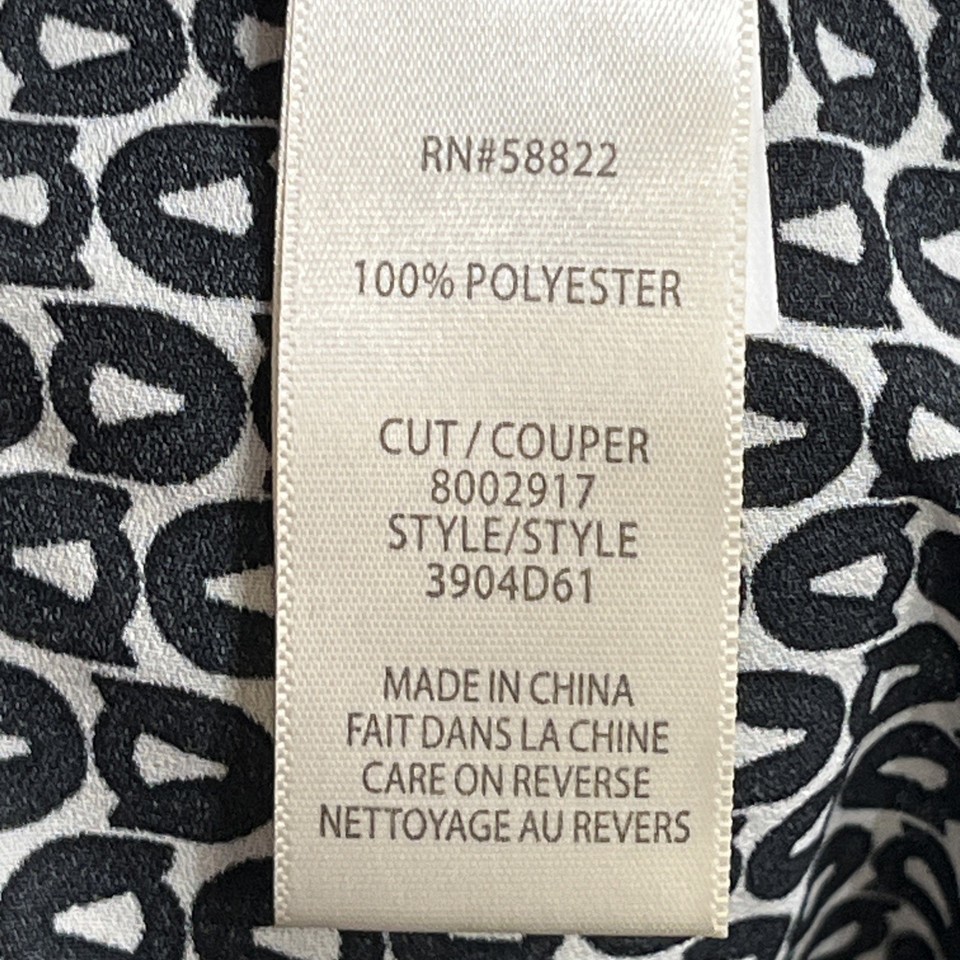 RN#58822
100% POLYESTER
CUT / COUPER
8002917
STYLE/STYLE
3904D61
MADE IN CHINA
FAIT DANS LA CHINE
CARE ON REVERSE
NETTOYAGE AU REVERS